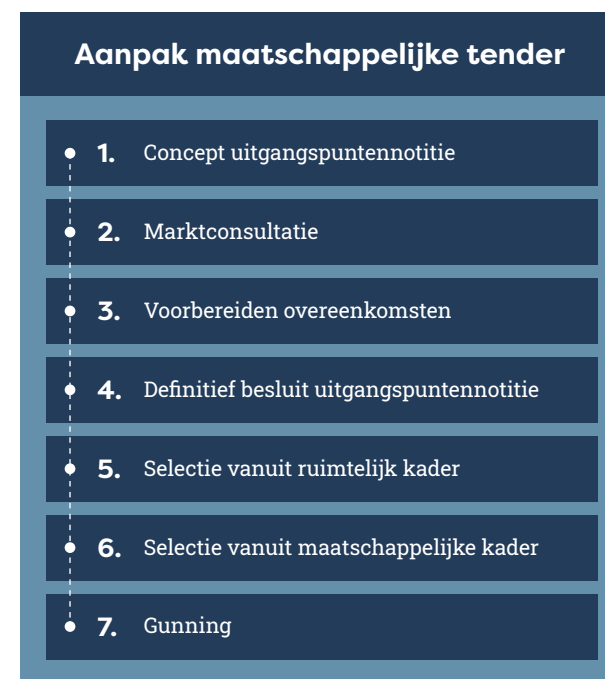 Aanpak maatschappelijke tender
1. Concept uitgangspuntennotitie
2. Marktconsultatie
3. Voorbereiden overeenkomsten
4. Definitief besluit uitgangspuntennotitie
5. Selectie vanuit ruimtelijk kader
6. Selectie vanuit maatschappelijke kader
7. Gunning